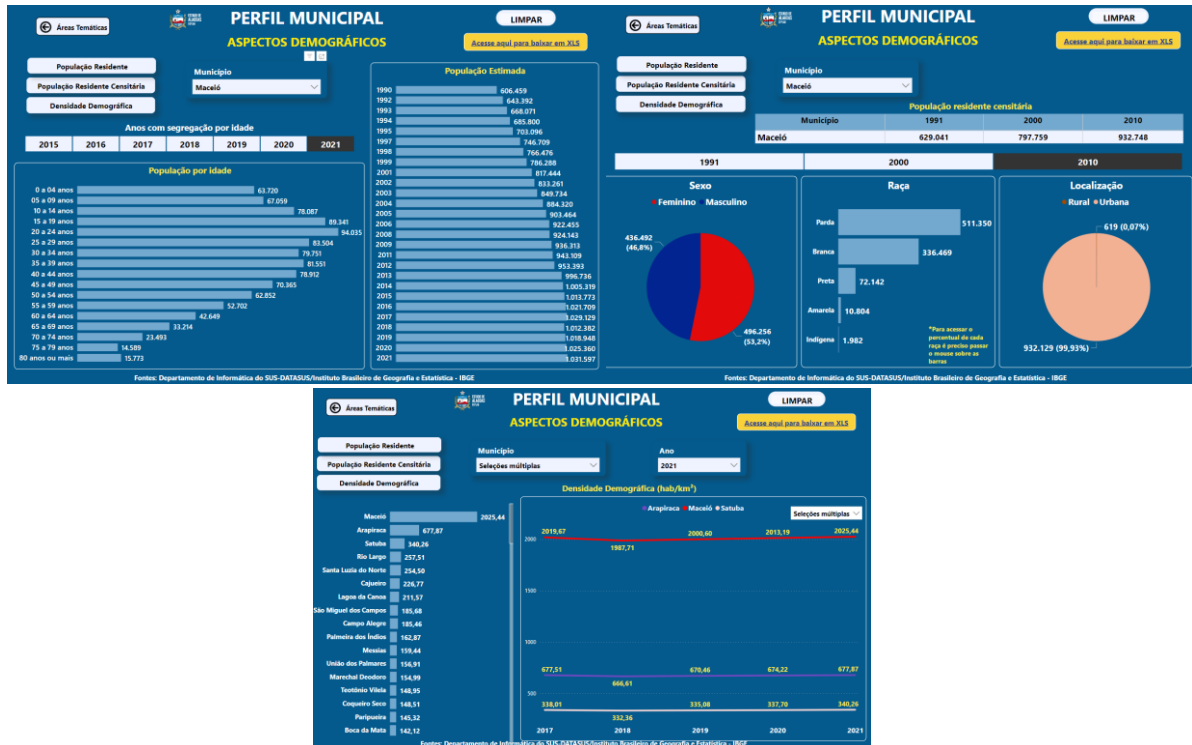 Áreas Temáticas
PERFIL MUNICIPAL
LIMPAR
ASPECTOS DEMOGRÁFICOS
Acesse aqui para baixar em XLS
População Residente
População Residente Censitária
Densidade Demográfica
Município
Maceió
Anos com segregação por idade
2015 2016 2017 2018 2019 2020 2021
População por idade
0 a 04 anos 63.720
05 a 09 anos 67.059
10 a 14 anos 78.087
15 a 19 anos 89.341
20 a 24 anos 94.035
25 a 29 anos 83.504
30 a 34 anos 79.751
35 a 39 anos 81.551
40 a 44 anos 78.912
45 a 49 anos 70.365
50 a 54 anos 62.852
55 a 59 anos 52.702
60 a 64 anos 42.649
65 a 69 anos 33.214
70 a 74 anos 23.493
75 a 79 anos 14.589
80 anos ou mais 15.773
População Estimada
1990 606.459
1992 643.392
1993 668.071
1994 685.800
1995 703.096
1997 746.709
1998 766.476
1999 786.288
2001 817.444
2002 833.261
2003 849.734
2004 884.320
2005 903.464
2006 922.455
2008 924.143
2009 936.313
2011 943.109
2012 953.393
2013 996.736
2014 1.005.319
2015 1.013.773
2016 1.021.709
2017 1.029.129
2018 1.012.382
2019 1.018.948
2020 1.025.360
2021 1.031.597
Fontes: Departamento de Informática do SUS-DATASUS/Instituto Brasileiro de Geografia e Estatística - IBGE
Áreas Temáticas
PERFIL MUNICIPAL
LIMPAR
ASPECTOS DEMOGRÁFICOS
Acesse aqui para baixar em XLS
População Residente
População Residente Censitária
Densidade Demográfica
Município
Maceió
População residente censitária
Município 1991 2000 2010
Maceió 629.041 797.759 932.748
1991 2000 2010
Sexo
Feminino Masculino
436.492
(46,8%)
496.256
(53,2%)
Raça
Parda 511.350
Branca 336.469
Preta 72.142
Amarela 10.804
Indígena 1.982
*Para acessar o
percentual de cada
raça é preciso passar
o mouse sobre as
barras
Localização
Rural Urbana
619 (0,07%)
932.129 (99,93%)
Fontes: Departamento de Informática do SUS-DATASUS/Instituto Brasileiro de Geografia e Estatística - IBGE
Áreas Temáticas
PERFIL MUNICIPAL
LIMPAR
ASPECTOS DEMOGRÁFICOS
Acesse aqui para baixar em XLS
População Residente
População Residente Censitária
Densidade Demográfica
Município
Seleções múltiplas
Ano
2021
Densidade Demográfica (hab/km²)
Maceió 2025,44
Arapiraca 677,87
Satuba 340,26
Rio Largo 257,51
Santa Luzia do Norte 254,50
Cajueiro 226,77
Lagoa da Canoa 211,57
São Miguel dos Campos 185,68
Campo Alegre 185,46
Palmeira dos Índios 162,87
Messias 159,44
União dos Palmares 156,91
Marechal Deodoro 154,99
Teotônio Vilela 148,95
Coqueiro Seco 148,51
Paripueira 145,32
Boca da Mata 142,12
Arapiraca Maceió Satuba
Seleções múltiplas
2000 2019,67 1987,71 2000,60 2013,19 2025,44
1500
1000
677,51 666,61 670,46 674,22 677,87
500
338,01 332,36 335,08 337,70 340,26
2017 2018 2019 2020 2021
Fontes: Departamento de Informática do SUS-DATASUS/Instituto Brasileiro de Geografia e Estatística - IBGE